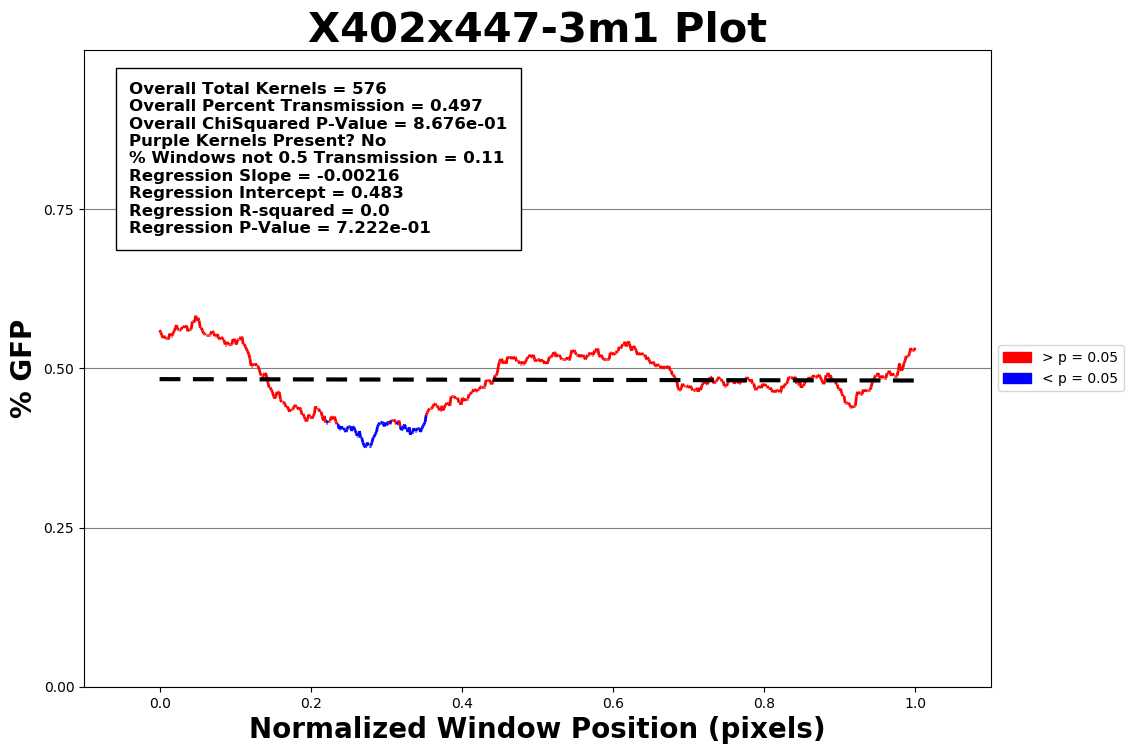 X402x447-3m1 Plot
Overall Total Kernels = 576
Overall Percent Transmission = 0.497
Overall ChiSquared P-Value = 8.676e-01
Purple Kernels Present? No
% Windows not 0.5 Transmission = 0.11
Regression Slope = -0.00216
Regression Intercept = 0.483
Regression R-squared = 0.0
Regression P-Value = 7.222e-01
% GFP
0.75
0.50
0.25
0.00
0.0 0.2 0.4 0.6 0.8 1.0
Normalized Window Position (pixels)
> p = 0.05
< p = 0.05